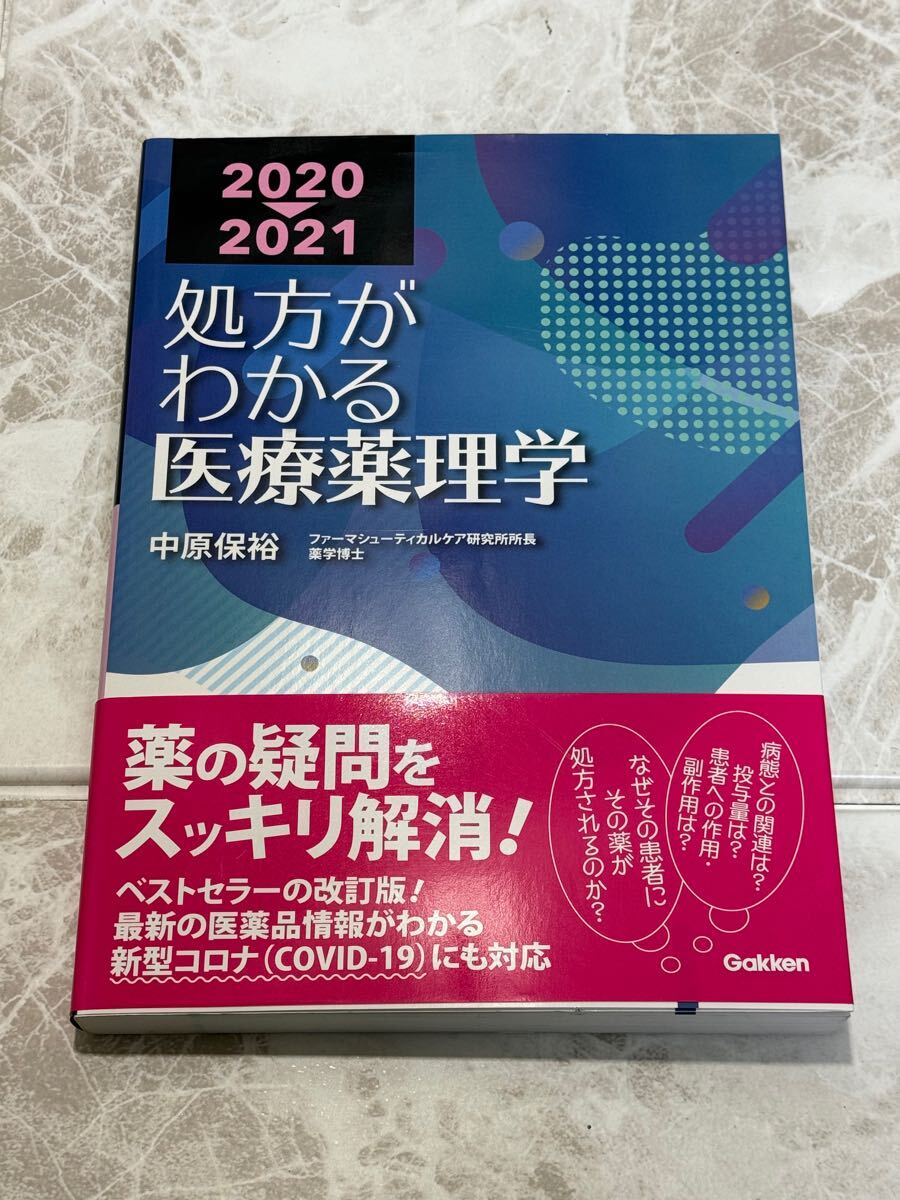 2020
2021
処方が
わかる
医療薬理学
中原保裕
ファーマシューティカルケア研究所所長
薬学博士
薬の疑問を
スッキリ解消!
ベストセラーの改訂版!
最新の医薬品情報がわかる
新型コロナ(COVID-19)にも対応
病態との関連は?
投与量は?
患者への作用・
副作用は?
なぜその患者に
その薬が
処方されるのか?
Gakken